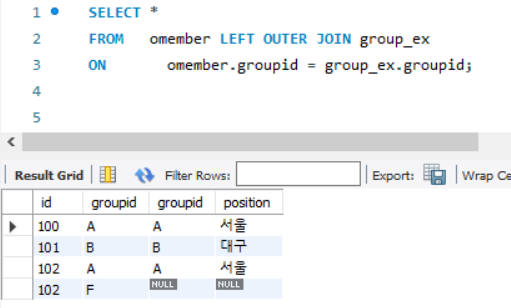 1 SELECT *
2 FROM omember LEFT OUTER JOIN group_ex
3 ON omember.groupid = group_ex.groupid;
4
5
Result Grid Filter Rows: Export: Wrap Ce
id groupid groupid position
100 A A 서울
101 B B 대구
102 A A 서울
102 F NULL NULL